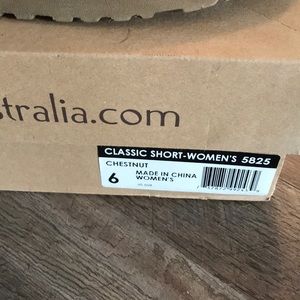 stralia.com
CLASSIC SHORT-WOMEN'S 5825
CHESTNUT
6
MADE IN CHINA
WOMEN'S